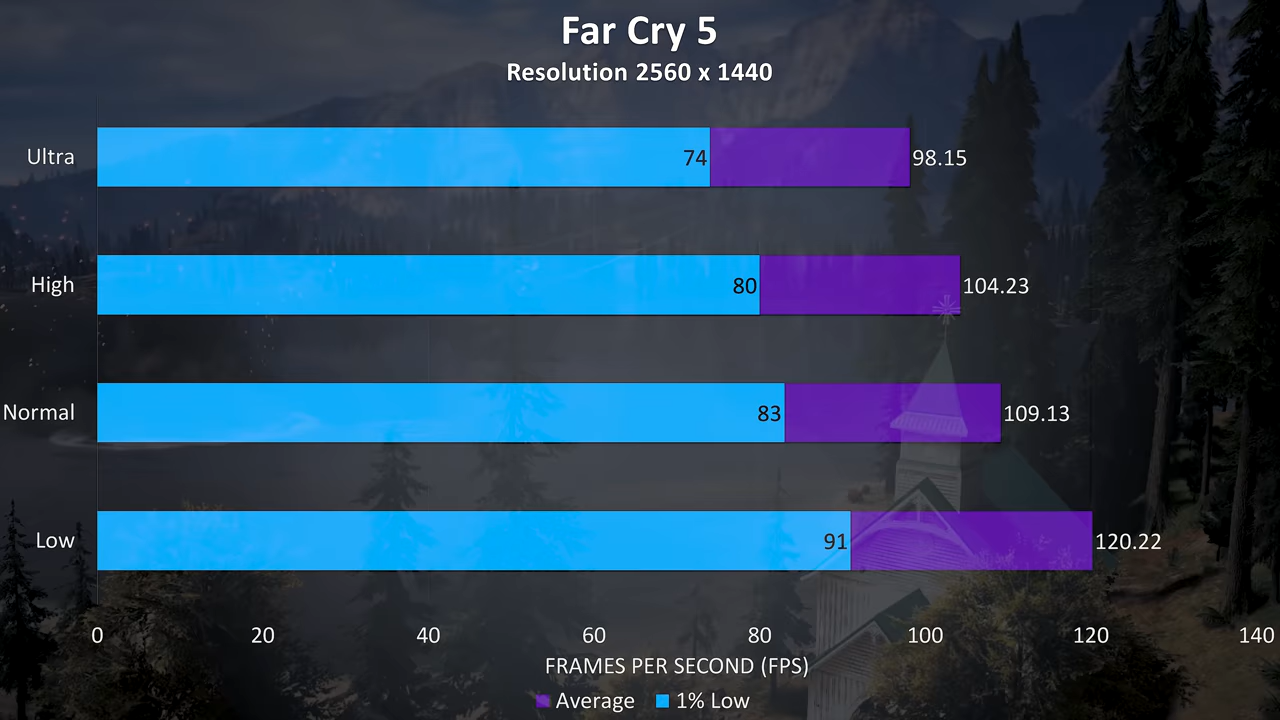 Far Cry 5
Resolution 2560 x 1440
Ultra 74 98.15
High 80 104.23
Normal 83 109.13
Low 91 120.22
0 20 40 60 80 100 120 140
FRAMES PER SECOND (FPS)
Average 1% Low